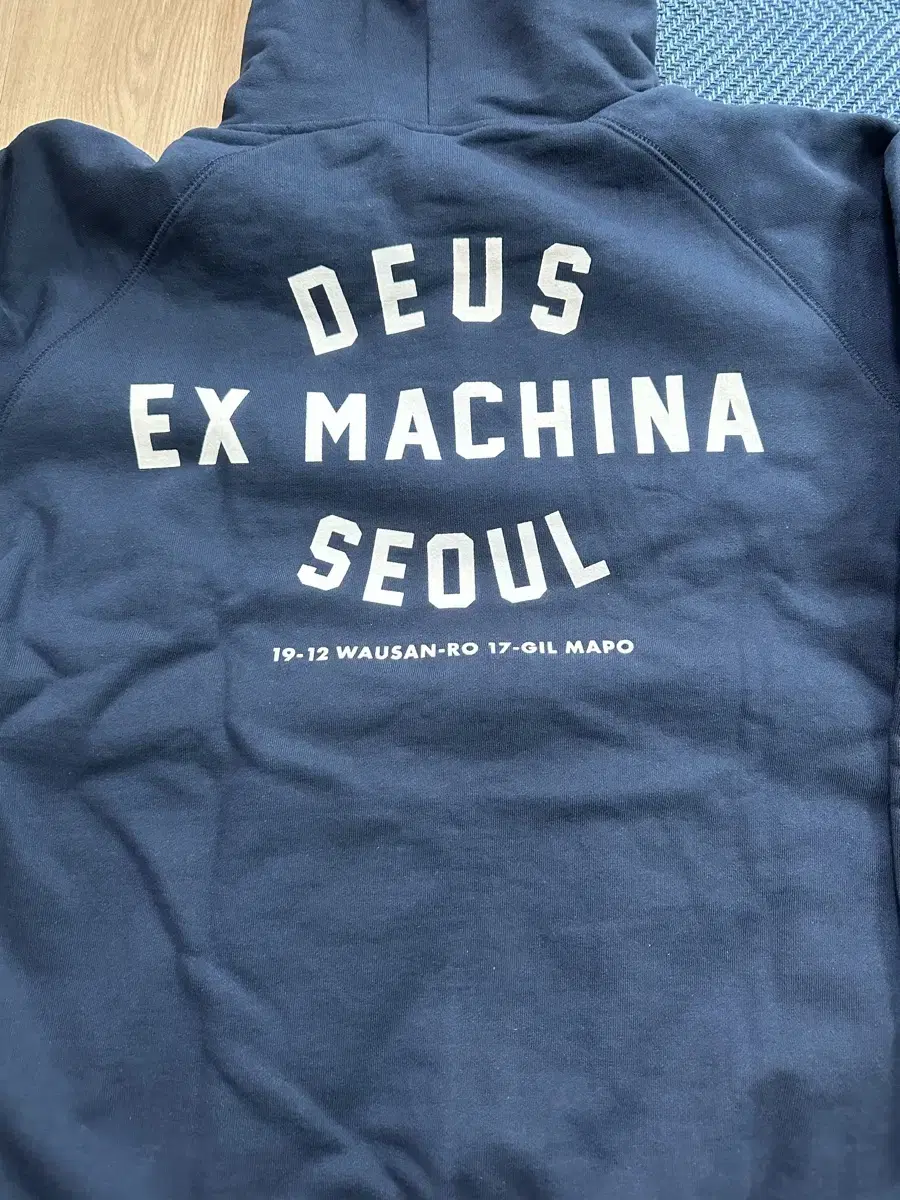 DEUS
EX MACHINA
SEOUL
19-12 WAUSAN-RO 17-GIL MAPO